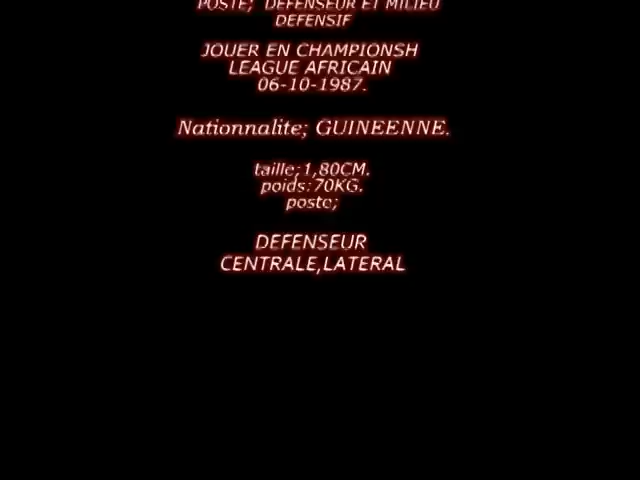 POSTE; DEFENSEUR ET MILIEU
DEFENSIF
JOUER EN CHAMPIONSH
LEAGUE AFRICAIN
06-10-1987.
Nationnalite; GUINEENNE.
taille;1,80CM.
poids:70KG.
poste;
DEFENSEUR
CENTRALE,LATERAL